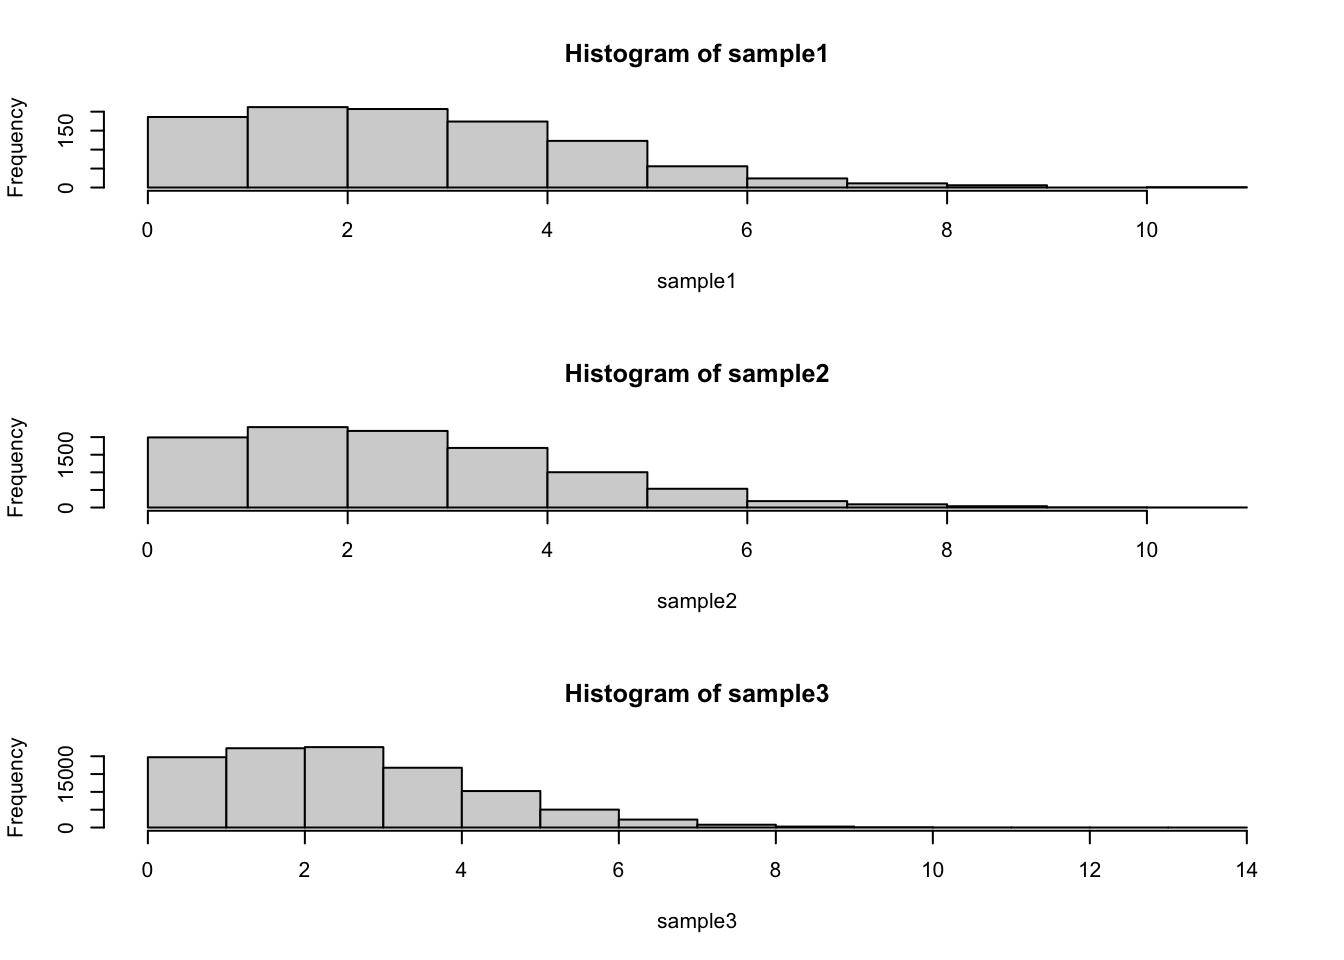 Histogram of sample1
Frequency
150
0
0 2 4 6 8 10
sample1
Histogram of sample2
Frequency
1500
0
0 2 4 6 8 10
sample2
Histogram of sample3
Frequency
15000
0
0 2 4 6 8 10 12 14
sample3